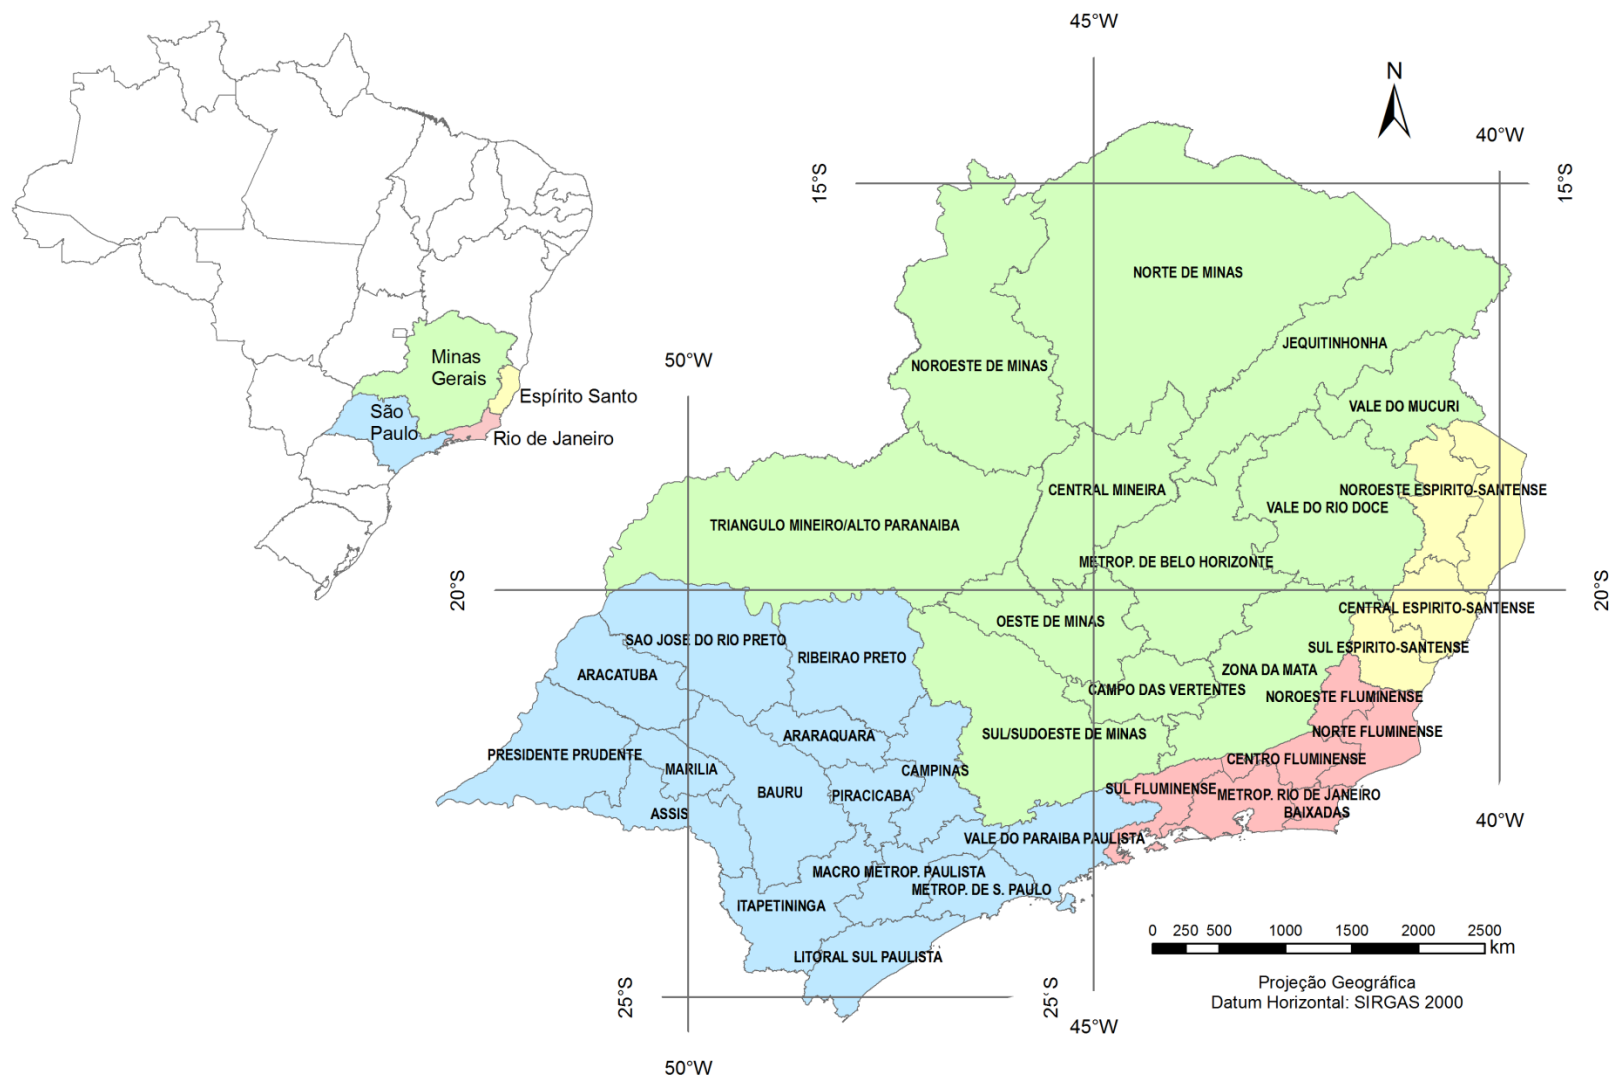 45°W
N
40°W
15°S
15°S
NORTE DE MINAS
JEQUITINHONHA
Minas
Gerais
50°W
NOROESTE DE MINAS
Espírito Santo
São
Paulo
VALE DO MUCURI
Rio de Janeiro
CENTRAL MINEIRA
NOROESTE ESPIRITO-SANTENSE
VALE DO RIO DOCE
TRIANGULO MINEIRO/ALTO PARANAIBA
METROP. DE BELO HORIZONTE
20°S
20°S
CENTRAL ESPIRITO-SANTENSE
OESTE DE MINAS
SAO JOSE DO RIO PRETO
SUL ESPIRITO-SANTENSE
RIBEIRAO PRETO
ARACATUBA
ZONA DA MATA
CAMPO DAS VERTENTES
NOROESTE FLUMINENSE
ARARAQUARA
SUL/SUDOESTE DE MINAS
NORTE FLUMINENSE
PRESIDENTE PRUDENTE
CENTRO FLUMINENSE
MARILIA
CAMPINAS
BAURU
PIRACICABA
SUL FLUMINENSE
METROP. RIO DE JANEIRO
ASSIS
BAIXADAS
40°W
VALE DO PARAIBA PAULISTA
MACRO METROP. PAULISTA
METROP. DE S. PAULO
ITAPETININGA
0 250 500 1000 1500 2000 2500
km
LITORAL SUL PAULISTA
Projeção Geográfica
Datum Horizontal: SIRGAS 2000
25°S
25°S
45°W
50°W